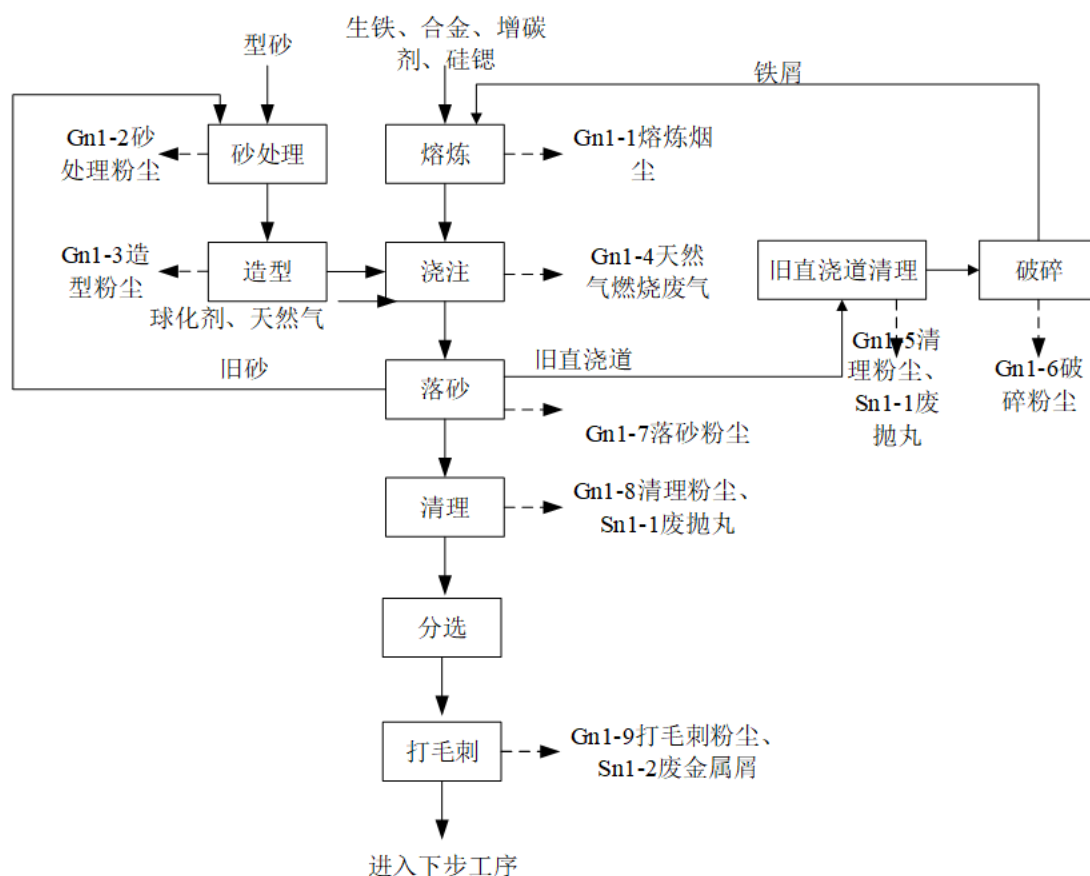 生铁、合金、增碳
剂、硅锶
型砂
铁屑
Gn1-2砂
处理粉尘
砂处理
熔炼
Gn1-1熔炼烟
尘
Gn1-3造
型粉尘
造型
浇注
Gn1-4天然
气燃烧废气
旧直浇道清理
破碎
球化剂、天然气
Gn1-5清
理粉尘、
Sn1-1废
抛丸
Gn1-6破
碎粉尘
旧砂
落砂
旧直浇道
Gn1-7落砂粉尘
清理
Gn1-8清理粉尘、
Sn1-1废抛丸
分选
打毛刺
Gn1-9打毛刺粉尘、
Sn1-2废金属屑
进入下步工序